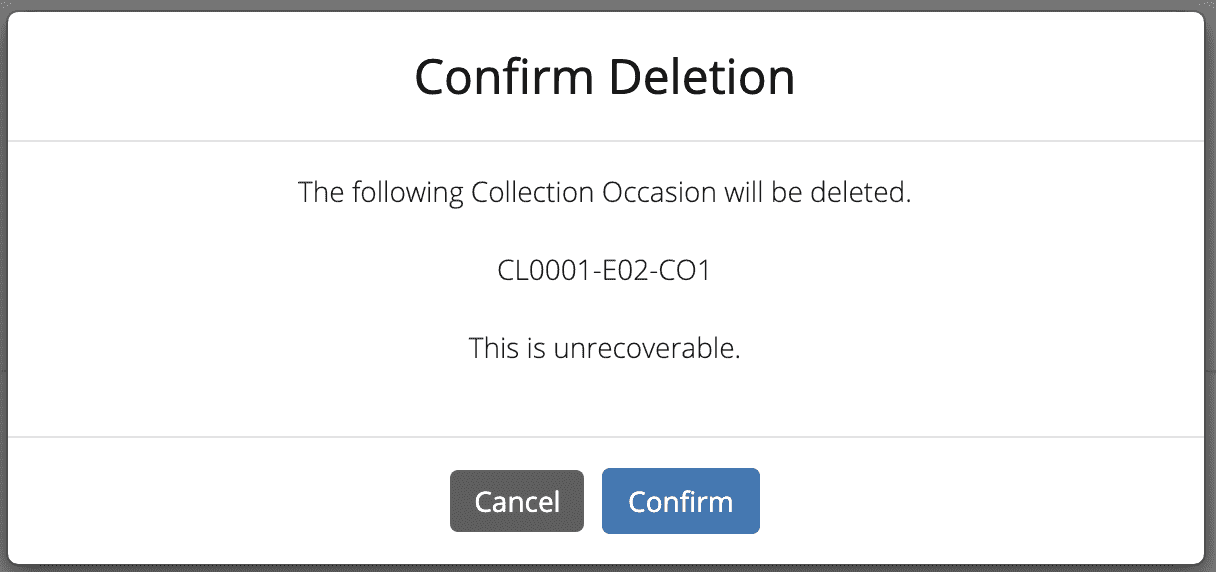 Confirm Deletion
The following Collection Occasion will be deleted.
CL0001-E02-CO1
This is unrecoverable.
Cancel
Confirm